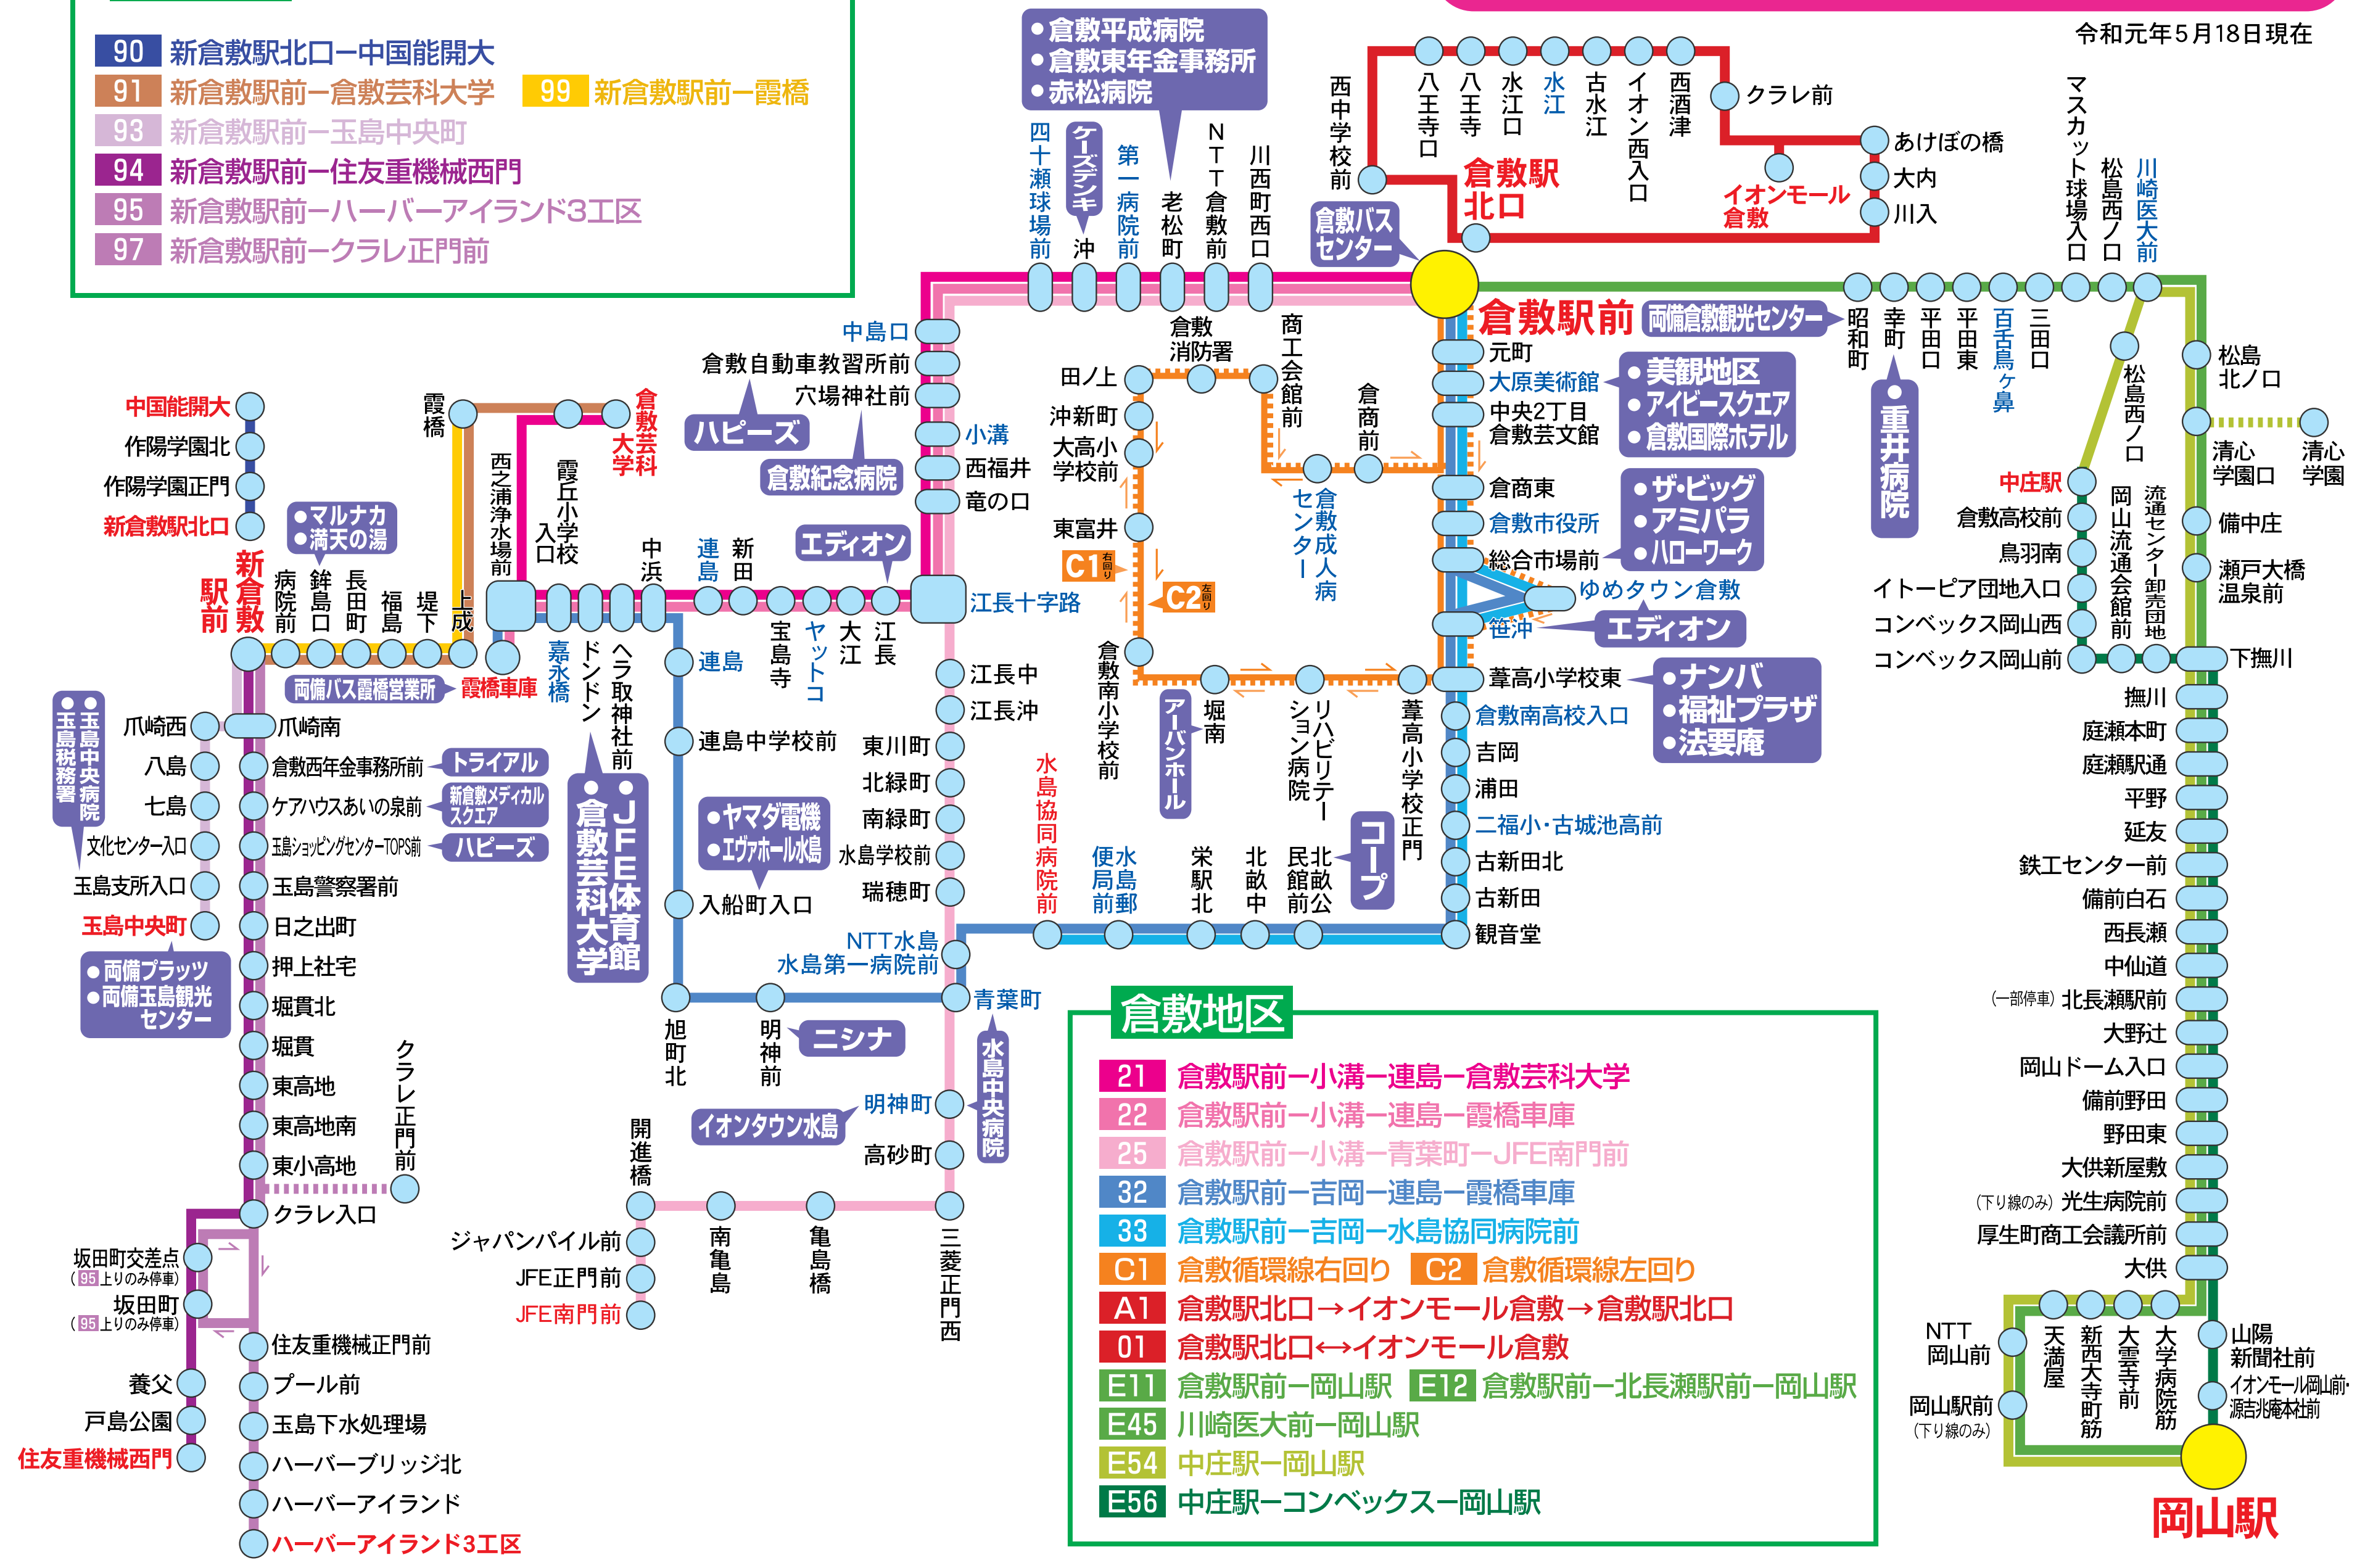 令和元年5月18日現在
90 新倉敷駅北口ー中国能開大
91 新倉敷駅前ー倉敷芸科大学
99 新倉敷駅前ー霞橋
93 新倉敷駅前ー玉島中央町
94 新倉敷駅前ー住友重機械西門
95 新倉敷駅前ーハーバーアイランド3工区
97 新倉敷駅前ークラレ正門前
●倉敷平成病院
●倉敷東年金事務所
●赤松病院
四十瀬球場前
ケーズデンキ
沖
第一病院前
老松町
NTT倉敷前
川西町西口
倉敷バス
センター
西中学校前
八王寺口
八王寺
水江口
水江
古水江
イオン西入口
西酒津
クラレ前
あけぼの橋
大内
川入
イオンモール
倉敷
倉敷駅
北口
倉敷駅前
両備倉敷観光センター
昭和町
幸町
平田口
平田東
百舌鳥ヶ鼻
三田口
マスカット球場入口
松島西ノ口
川崎医大前
●重井病院
松島
北ノ口
松島西ノ口
清心
学園口
清心
学園
備中庄
瀬戸大橋
温泉前
中庄駅
倉敷高校前
鳥羽南
イトーピア団地入口
コンベックス岡山西
コンベックス岡山前
岡山流通会館前
流通センター卸売団地
下撫川
撫川
庭瀬本町
庭瀬駅通
平野
延友
鉄工センター前
備前白石
西長瀬
中仙道
(一部停車) 北長瀬駅前
大野辻
岡山ドーム入口
備前野田
野田東
大供新屋敷
(下り線のみ) 光生病院前
厚生町商工会議所前
大供
NTT
岡山前
岡山駅前
(下り線のみ)
天満屋
新西大寺町筋
大雲寺前
大学病院筋
山陽
新聞社前
イオンモール岡山前・
源吉兆庵本社前
岡山駅
元町
大原美術館
中央2丁目
倉敷芸文館
●美観地区
●アイビースクエア
●倉敷国際ホテル
倉商東
倉敷市役所
総合市場前
●ザ・ビッグ
●アミパラ
●ハローワーク
ゆめタウン倉敷
エディオン
笹沖
葦高小学校東
●ナンバ
●福祉プラザ
●法要庵
倉敷南高校入口
吉岡
浦田
二福小・古城池高前
古新田北
古新田
観音堂
倉敷
消防署
商工会館前
田ノ上
沖新町
大高小
学校前
東富井
倉商前
倉敷成人病
センター
C1 右回り
C2 左回り
倉敷南小学校前
アーバンホール
堀南
リハビリテー
ション病院
葦高小学校正門
コープ
北畝公
民館前
北畝中
栄駅北
水島郵
便局前
水島協同病院前
中島口
倉敷自動車教習所前
穴場神社前
ハピーズ
倉敷紀念病院
小溝
西福井
竜の口
エディオン
江長十字路
江長中
江長沖
東川町
北緑町
南緑町
水島学校前
瑞穂町
NTT水島
水島第一病院前
青葉町
水島中央病院
明神町
イオンタウン水島
高砂町
三菱正門西
亀島橋
南亀島
開進橋
ジャパンパイル前
JFE正門前
JFE南門前
中国能開大
作陽学園北
作陽学園正門
新倉敷駅北口
●マルナカ
●満天の湯
新倉敷
駅前
病院前
鉾島口
長田町
福島
堤下
上成
霞橋
倉敷芸科
大学
西之浦浄水場前
霞丘小学校
入口
中浜
連島
新田
宝島寺
ヤットコ
大江
江長
両備バス霞橋営業所
霞橋車庫
嘉永橋
ドンドン
ヘラ取神社前
●JFE体育館
●倉敷芸科大学
連島
連島中学校前
●ヤマダ電機
●エヴァホール水島
入船町入口
旭町北
明神前
ニシナ
●玉島中央病院
●玉島税務署
爪崎西
爪崎南
八島
七島
文化センター入口
玉島支所入口
玉島中央町
●両備プラッツ
●両備玉島観光
センター
倉敷西年金事務所前
トライアル
ケアハウスあいの泉前
新倉敷メディカル
スクエア
玉島ショッピングセンターTOPS前
ハピーズ
玉島警察署前
日之出町
押上社宅
堀貫北
堀貫
東高地
東高地南
東小高地
クラレ正門前
クラレ入口
坂田町交差点
(95上りのみ停車)
坂田町
(95上りのみ停車)
住友重機械正門前
養父
プール前
戸島公園
玉島下水処理場
住友重機械西門
ハーバーブリッジ北
ハーバーアイランド
ハーバーアイランド3工区
倉敷地区
21 倉敷駅前ー小溝ー連島ー倉敷芸科大学
22 倉敷駅前ー小溝ー連島ー霞橋車庫
25 倉敷駅前ー小溝ー青葉町ーJFE南門前
32 倉敷駅前ー吉岡ー連島ー霞橋車庫
33 倉敷駅前ー吉岡ー水島協同病院前
C1 倉敷循環線右回り C2 倉敷循環線左回り
A1 倉敷駅北口→イオンモール倉敷→倉敷駅北口
01 倉敷駅北口↔イオンモール倉敷
E11 倉敷駅前ー岡山駅 E12 倉敷駅前ー北長瀬駅前ー岡山駅
E45 川崎医大前ー岡山駅
E54 中庄駅ー岡山駅
E56 中庄駅ーコンベックスー岡山駅